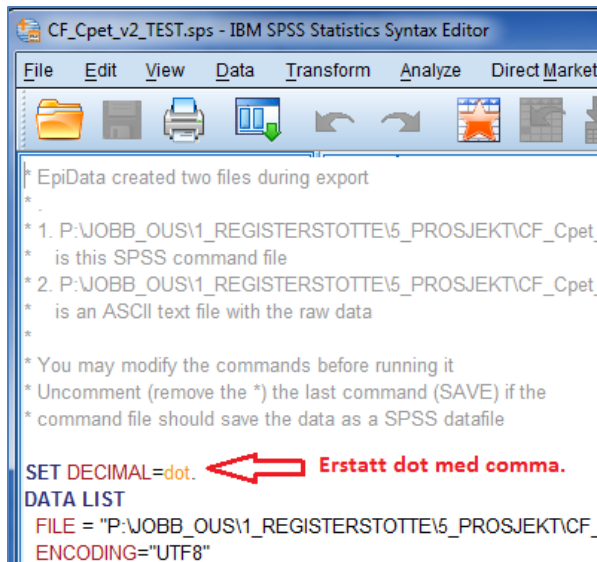 CF_Cpet_v2_TEST.sps - IBM SPSS Statistics Syntax Editor
File Edit View Data Transform Analyze Direct Market
* EpiData created two files during export
* .
* 1. P:\JOBB_OUS\1_REGISTERSTOTTE\5_PROSJEKT\CF_Cpet_
* is this SPSS command file
* 2. P:\JOBB_OUS\1_REGISTERSTOTTE\5_PROSJEKT\CF_Cpet_
* is an ASCII text file with the raw data
*
* You may modify the commands before running it
* Uncomment (remove the *) the last command (SAVE) if the
* command file should save the data as a SPSS datafile
SET DECIMAL=dot. Erstatt dot med comma.
DATA LIST
FILE = "P:\JOBB_OUS\1_REGISTERSTOTTE\5_PROSJEKT\CF_
ENCODING="UTF8"